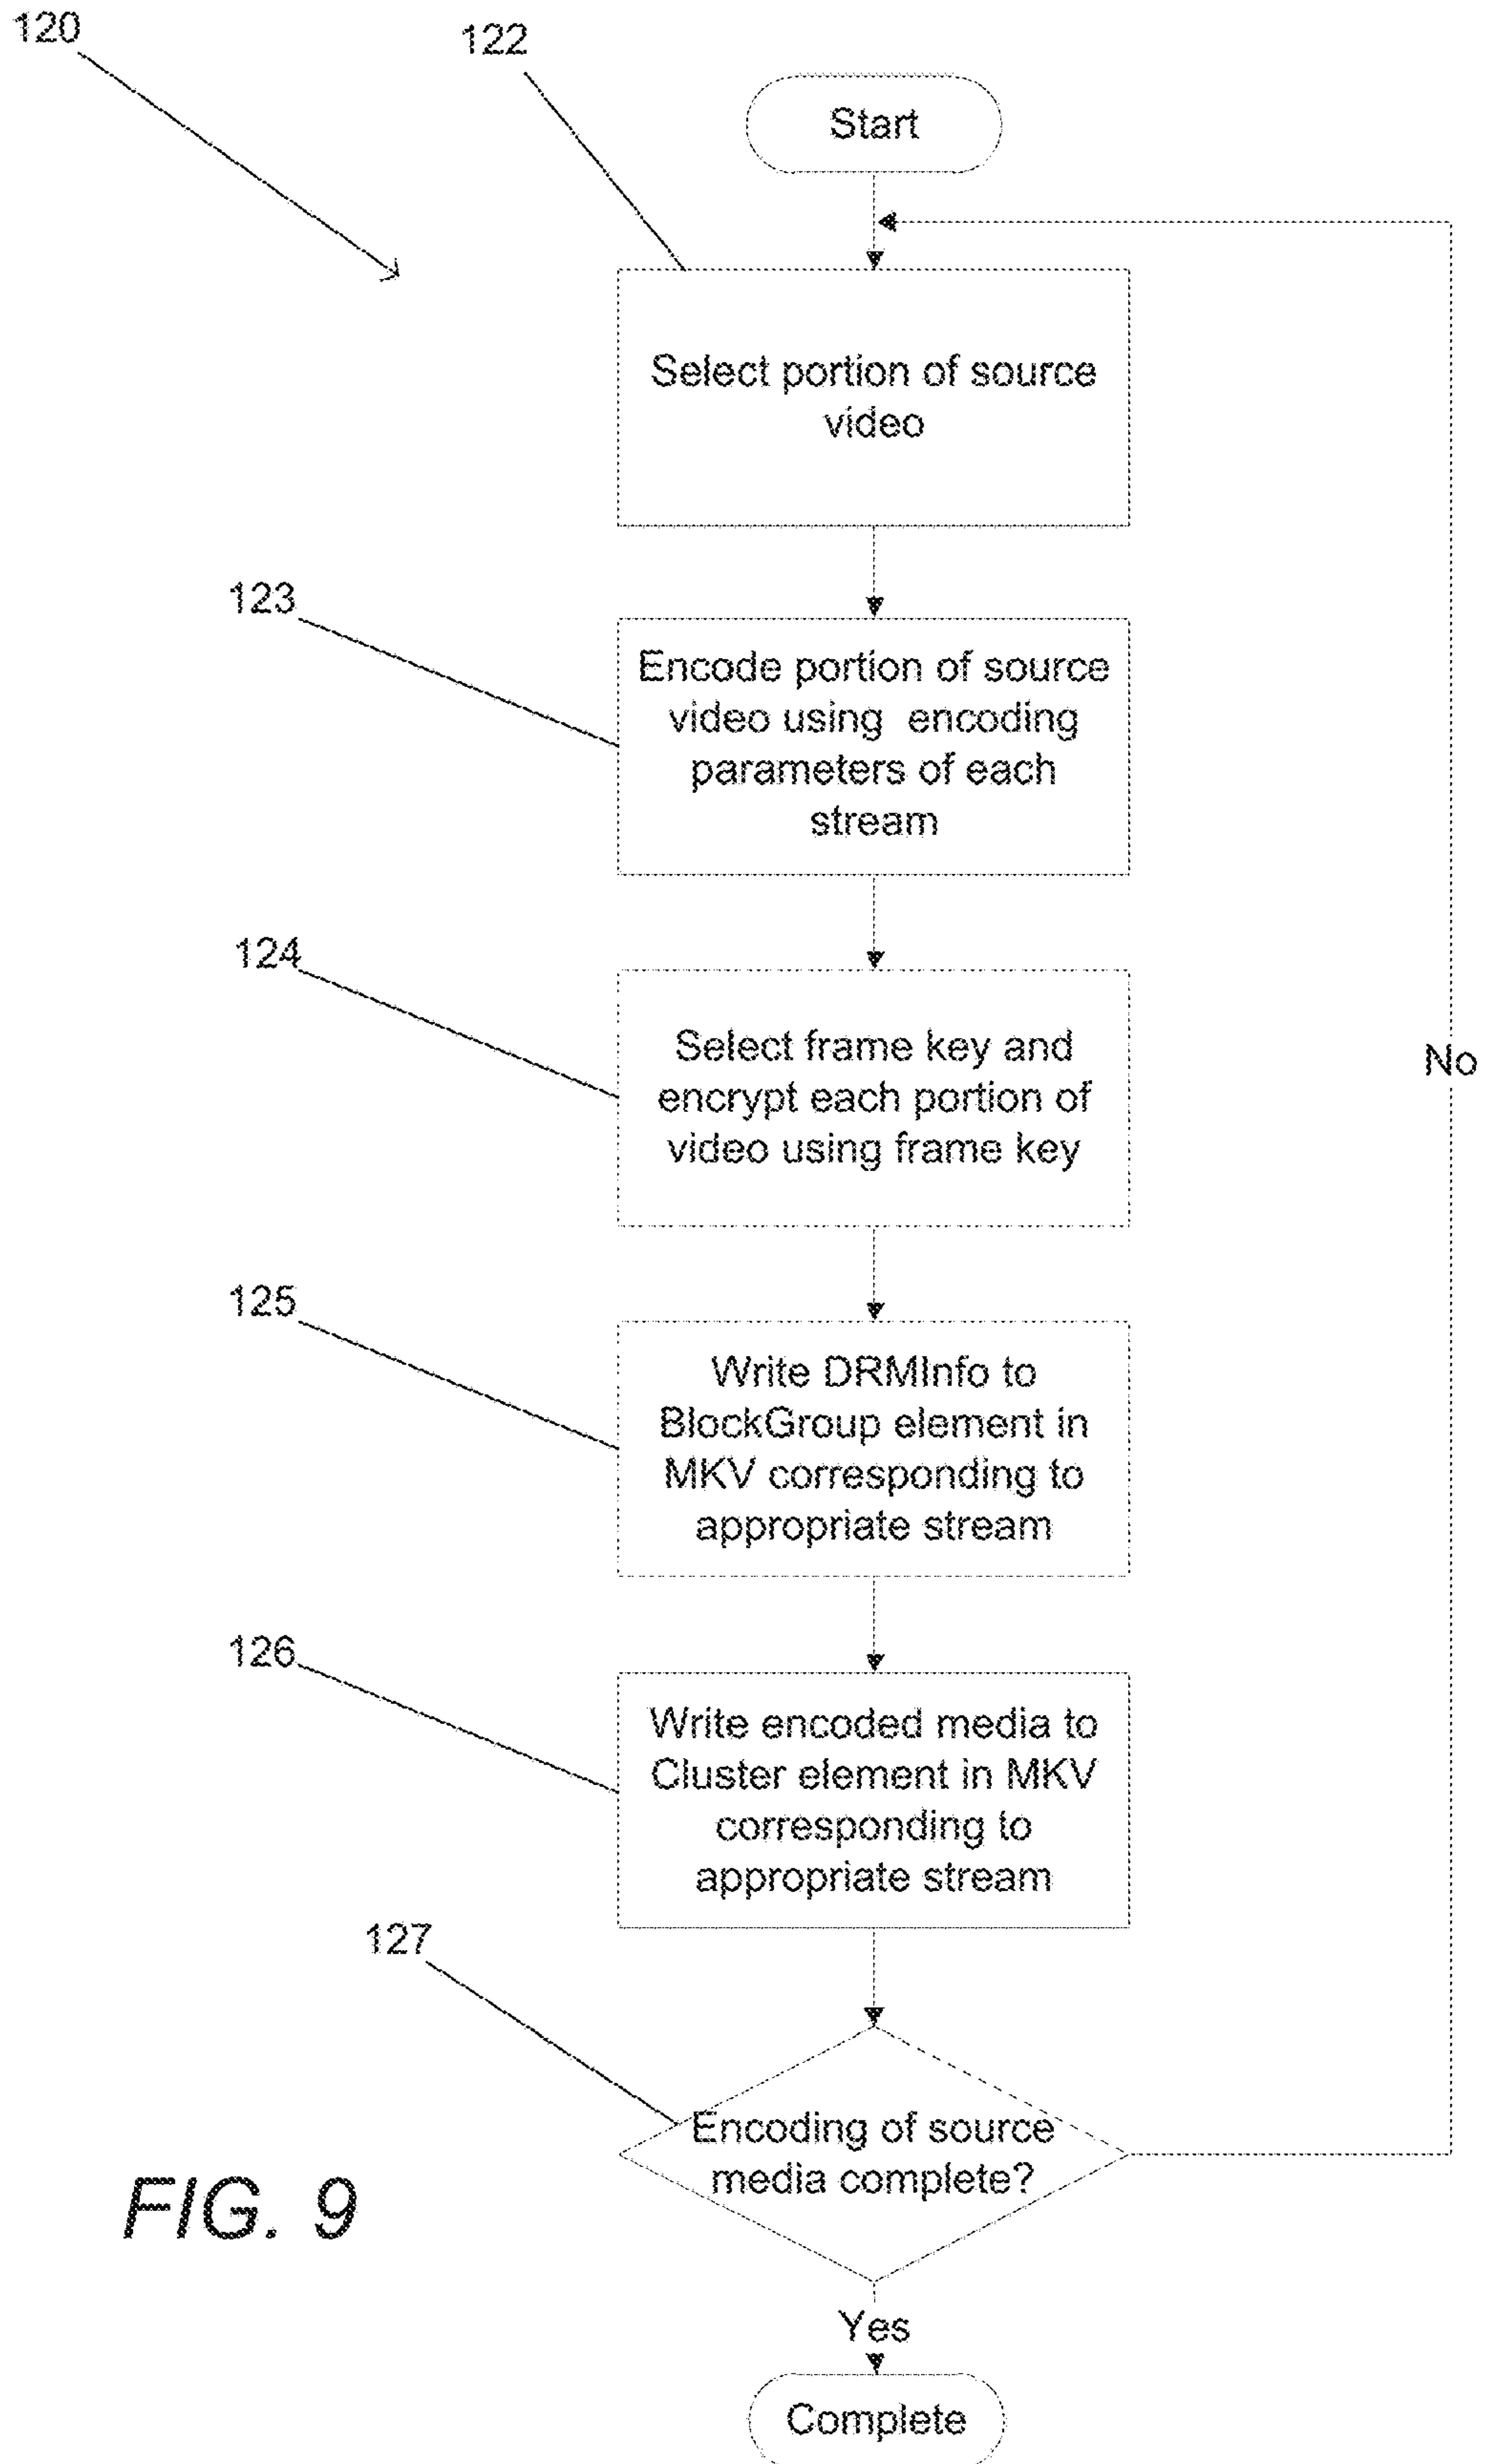 120
122
Start
Select portion of source
video
123
Encode portion of source
video using encoding
parameters of each
stream
124
Select frame key and
encrypt each portion of
video using frame key
No
125
Write DRMInfo to
BlockGroup element in
MKV corresponding to
appropriate stream
126
Write encoded media to
Cluster element in MKV
corresponding to
appropriate stream
127
Encoding of source
media complete?
FIG. 9
Yes
Complete